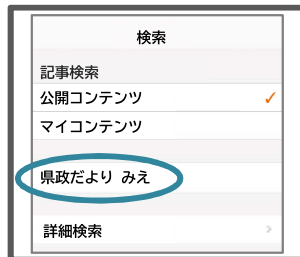 検索
記事検索
公開コンテンツ ✓
マイコンテンツ
県政だより みえ
詳細検索 >